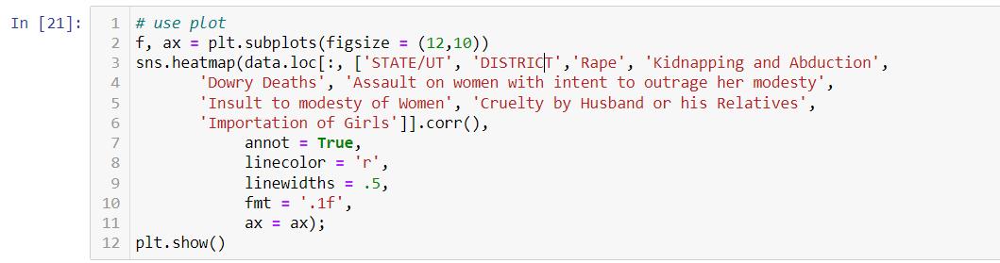 In [21]:
1 # use plot
2 f, ax = plt.subplots(figsize = (12,10))
3 sns.heatmap(data.loc[:, ['STATE/UT', 'DISTRICT','Rape', 'Kidnapping and Abduction',
4        'Dowry Deaths', 'Assault on women with intent to outrage her modesty',
5        'Insult to modesty of Women', 'Cruelty by Husband or his Relatives',
6        'Importation of Girls']].corr(),
7             annot = True,
8             linecolor = 'r',
9             linewidths = .5,
10             fmt = '.1f',
11             ax = ax);
12 plt.show()